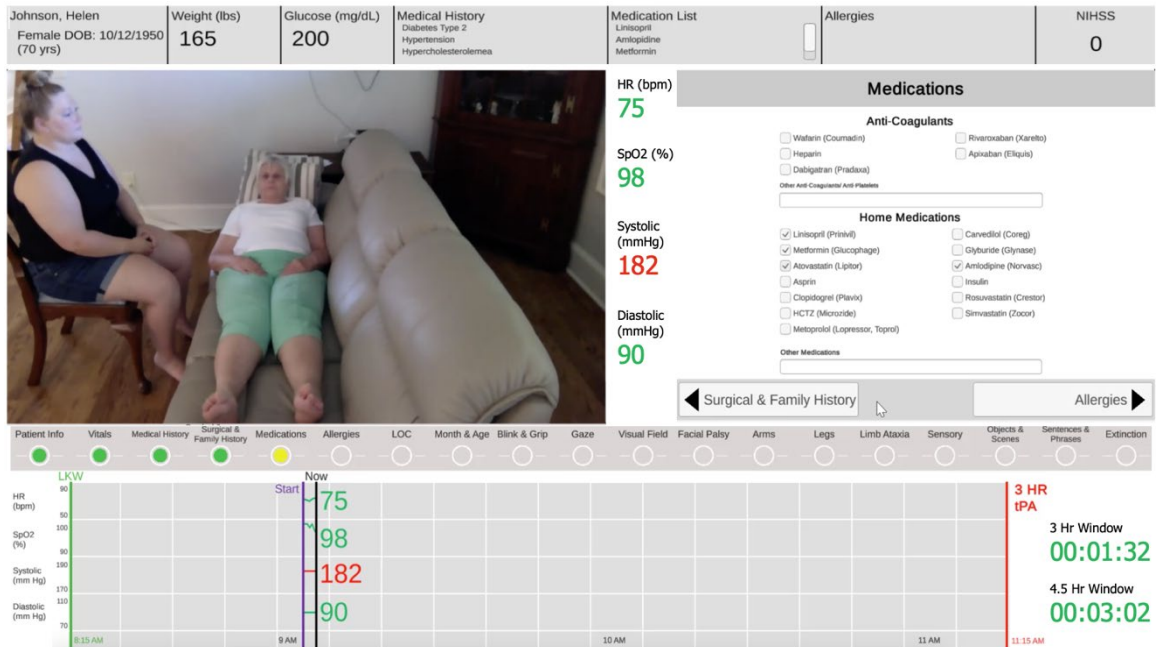 Johnson, Helen
Female DOB: 10/12/1950
(70 yrs)
Weight (lbs)
165
Glucose (mg/dL)
200
Medical History
Diabetes Type 2
Hypertension
Hypercholesterolemea
Medication List
Linisopril
Amlopidine
Metformin
Allergies
NIHSS
0
HR (bpm)
75
SpO2 (%)
98
Systolic
(mmHg)
182
Diastolic
(mmHg)
90
Medications
Anti-Coagulants
Wafarin (Coumadin)
Rivaroxaban (Xarelto)
Heparin
Apixaban (Eliquis)
Dabigatran (Pradaxa)
Other Anti-Coagulants/ Anti-Platelets
Home Medications
Linisopril (Prinivil)
Carvedilol (Coreg)
Metformin (Glucophage)
Glyburide (Glynase)
Atovastatin (Lipitor)
Amlodipine (Norvasc)
Asprin
Insulin
Clopidogrel (Plavix)
Rosuvastatin (Crestor)
HCTZ (Microzide)
Simvastatin (Zocor)
Metoprolol (Lopressor, Toprol)
Other Medications
Surgical & Family History
Allergies
Patient Info
Vitals
Medical History
Surgical &
Family History
Medications
Allergies
LOC
Month & Age
Blink & Grip
Gaze
Visual Field
Facial Palsy
Arms
Legs
Limb Ataxia
Sensory
Objects &
Scenes
Sentences &
Phrases
Extinction
LKW
Start
Now
HR
(bpm)
90
50
75
SpO2
(%)
100
90
98
Systolic
(mm Hg)
190
170
182
Diastolic
(mm Hg)
110
70
90
8:15 AM
9 AM
10 AM
11 AM
11:15 AM
3 HR
tPA
3 Hr Window
00:01:32
4.5 Hr Window
00:03:02